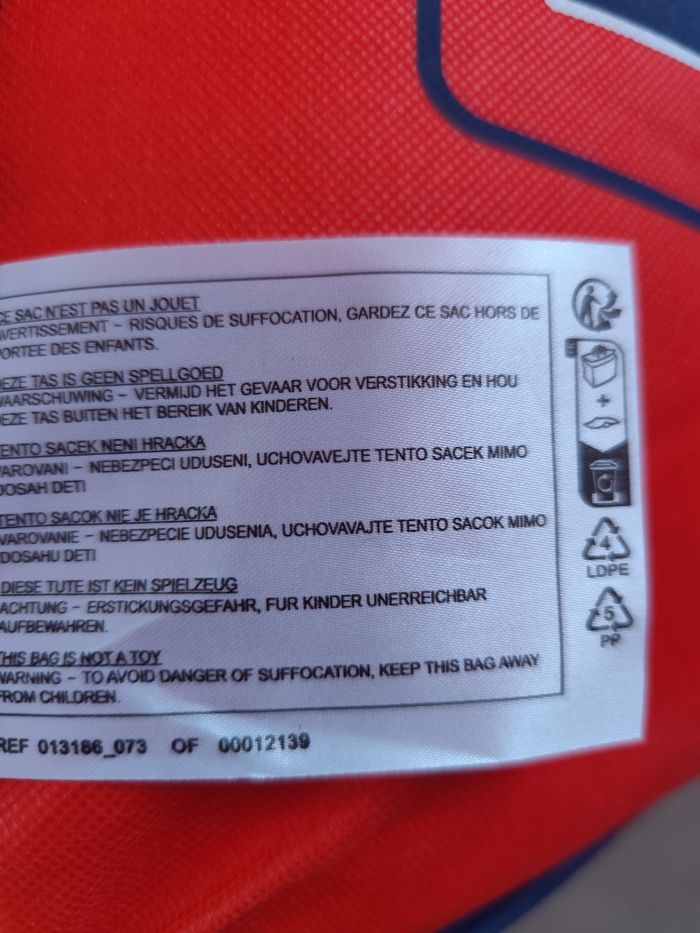 CE SAC N'EST PAS UN JOUET
AVERTISSEMENT – RISQUES DE SUFFOCATION, GARDEZ CE SAC HORS DE
PORTEE DES ENFANTS.
DEZE TAS IS GEEN SPELLGOED
WAARSCHUWING – VERMIJD HET GEVAAR VOOR VERSTIKKING EN HOU
DEZE TAS BUITEN HET BEREIK VAN KINDEREN.
TENTO SACEK NENI HRACKA
VAROVANI – NEBEZPECI UDUSENI, UCHOVAVEJTE TENTO SACEK MIMO
DOSAH DETI
TENTO SACOK NIE JE HRACKA
VAROVANIE – NEBEZPECIE UDUSENIA, UCHOVAVAJTE TENTO SACOK MIMO
DOSAHU DETI
DIESE TUTE IST KEIN SPIELZEUG
ACHTUNG – ERSTICKUNGSGEFAHR, FUR KINDER UNERREICHBAR
AUFBEWAHREN.
THIS BAG IS NOT A TOY
WARNING – TO AVOID DANGER OF SUFFOCATION, KEEP THIS BAG AWAY
FROM CHILDREN.
REF 013186_073 OF 00012139
+
4
LDPE
5
PP